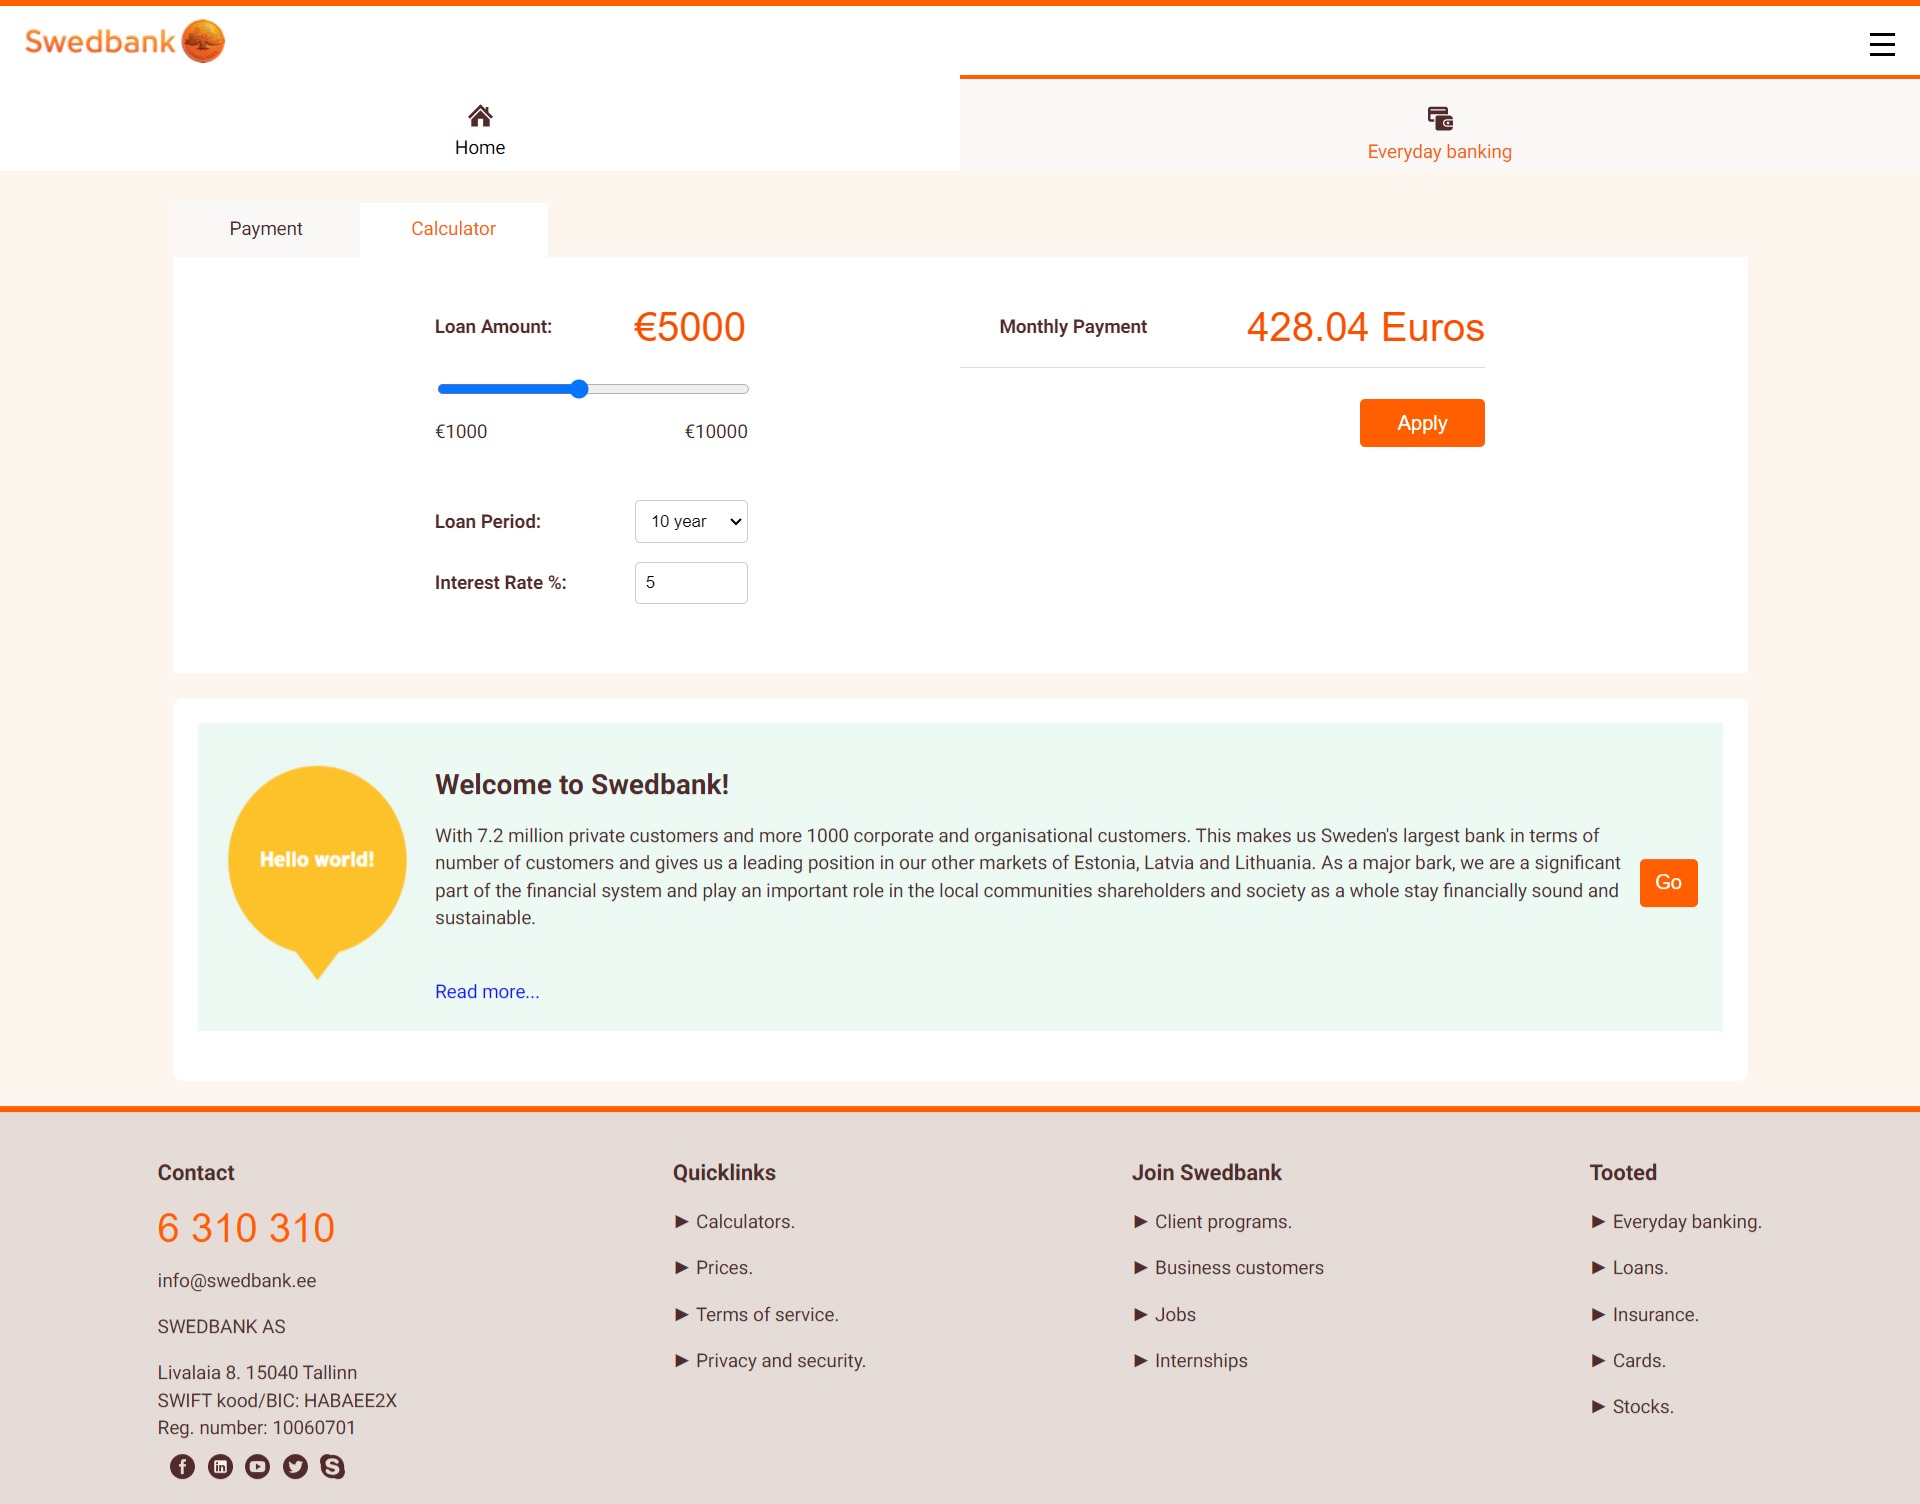 Swedbank
Home
Everyday banking
Payment
Calculator
Loan Amount:
€5000
€1000
€10000
Loan Period:
10 year
Interest Rate %:
5
Monthly Payment
428.04 Euros
Apply
Hello world!
Welcome to Swedbank!
With 7.2 million private customers and more 1000 corporate and organisational customers. This makes us Sweden's largest bank in terms of
number of customers and gives us a leading position in our other markets of Estonia, Latvia and Lithuania. As a major bark, we are a significant
part of the financial system and play an important role in the local communities shareholders and society as a whole stay financially sound and
sustainable.
Read more...
Go
Contact
6 310 310
info@swedbank.ee
SWEDBANK AS
Livalaia 8. 15040 Tallinn
SWIFT kood/BIC: HABAEE2X
Reg. number: 10060701
Quicklinks
Calculators.
Prices.
Terms of service.
Privacy and security.
Join Swedbank
Client programs.
Business customers
Jobs
Internships
Tooted
Everyday banking.
Loans.
Insurance.
Cards.
Stocks.